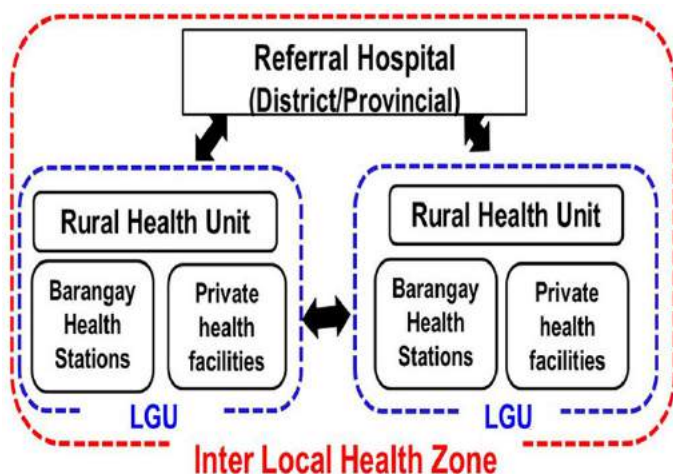 Referral Hospital
(District/Provincial)
Rural Health Unit
Barangay
Health
Stations
Private
health
facilities
LGU
Rural Health Unit
Barangay
Health
Stations
Private
health
facilities
LGU
Inter Local Health Zone